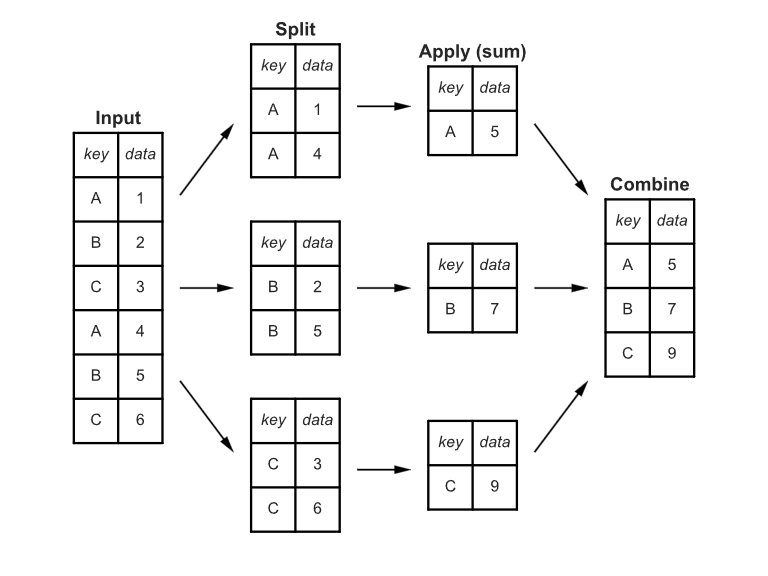 Input
key data
A 1
B 2
C 3
A 4
B 5
C 6
Split
key data
A 1
A 4
key data
B 2
B 5
key data
C 3
C 6
Apply (sum)
key data
A 5
key data
B 7
key data
C 9
Combine
key data
A 5
B 7
C 9